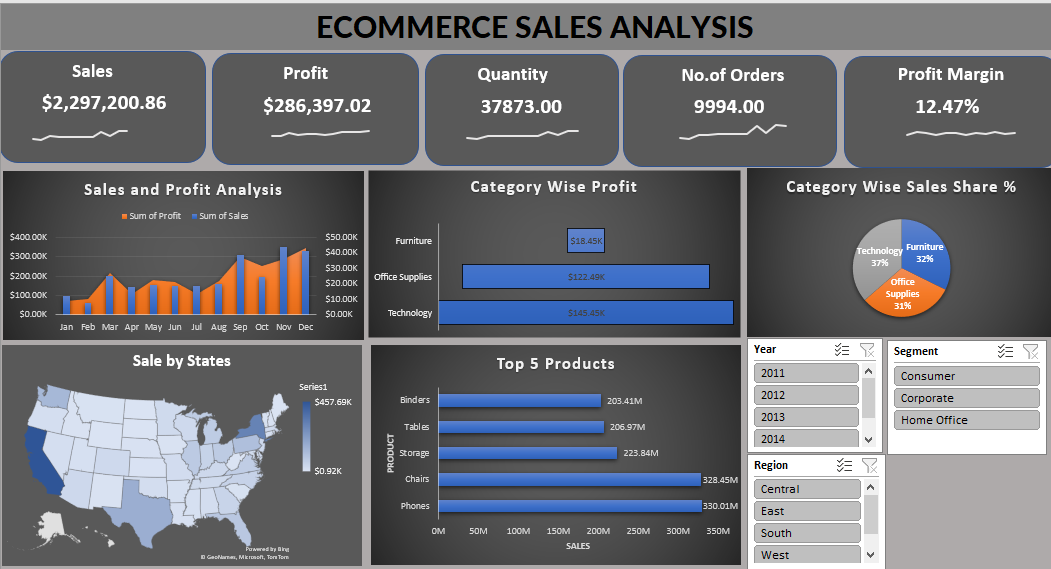 ECOMMERCE SALES ANALYSIS
Sales
$2,297,200.86
Profit
$286,397.02
Quantity
37873.00
No.of Orders
9994.00
Profit Margin
12.47%
Sales and Profit Analysis
Sum of Profit Sum of Sales
$400.00K
$300.00K
$200.00K
$100.00K
$0.00K
$50.00K
$40.00K
$30.00K
$20.00K
$10.00K
$0.00K
Jan Feb Mar Apr May Jun Jul Aug Sep Oct Nov Dec
Category Wise Profit
Furniture $18.45K
Office Supplies $122.49K
Technology $145.45K
Category Wise Sales Share %
Technology
37%
Furniture
32%
Office
Supplies
31%
Sale by States
Series1
$457.69K
$0.92K
Powered by Bing
© GeoNames, Microsoft, TomTom
Top 5 Products
PRODUCT
Binders 203.41M
Tables 206.97M
Storage 223.84M
Chairs 328.45M
Phones 330.01M
0M 50M 100M 150M 200M 250M 300M 350M
SALES
Year
2011
2012
2013
2014
Segment
Consumer
Corporate
Home Office
Region
Central
East
South
West